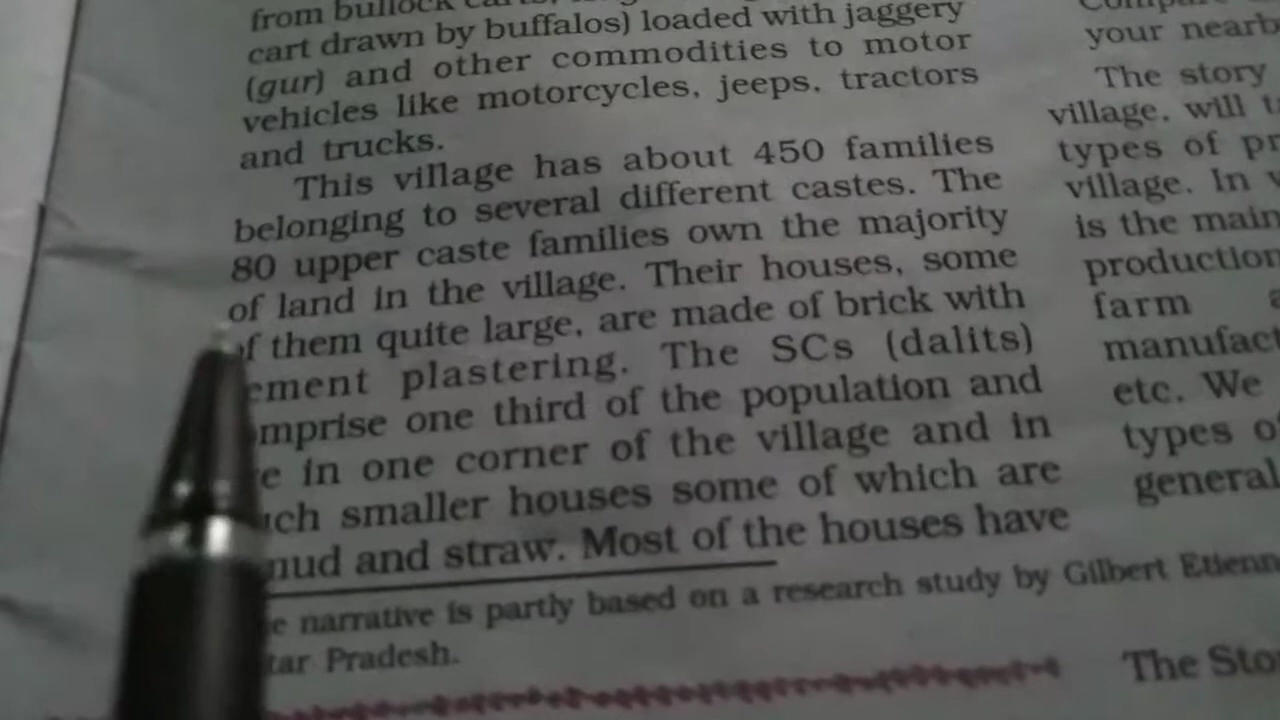 from bullock
cart drawn by buffalos) loaded with jaggery
(gur) and other commodities to motor
vehicles like motorcycles, jeeps, tractors
and trucks.
This village has about 450 families
belonging to several different castes. The
80 upper caste families own the majority
of land in the village. Their houses, some
of them quite large, are made of brick with
ement plastering. The SCs (dalits)
mprise one third of the population and
e in one corner of the village and in
ch smaller houses some of which are
mud and straw. Most of the houses have
e narrative is partly based on a research study by Gilbert Etienn
tar Pradesh.
your nearb
The story
village, will t
types of pr
village. In
is the main
production
farm
manufact
etc. We
types o
general
The Sto